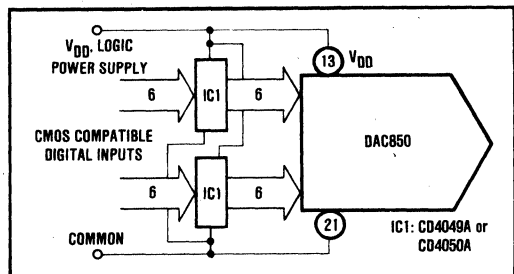 V_DD, LOGIC
POWER SUPPLY
13 V_DD
6 IC1 6
DAC850
CMOS COMPATIBLE
DIGITAL INPUTS
6 IC1 6
21
COMMON
IC1: CD4049A or
CD4050A